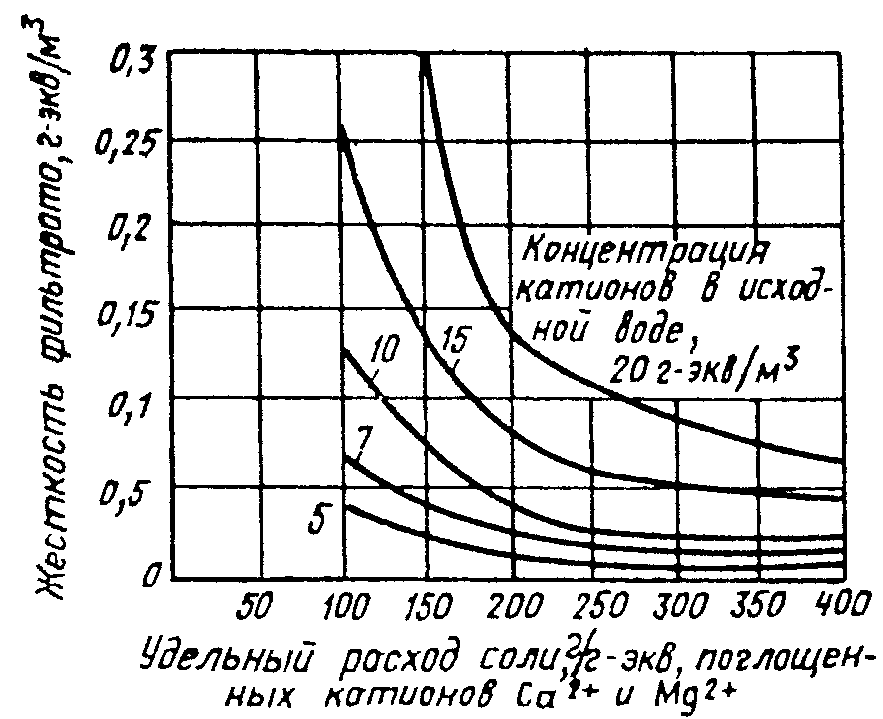 Жесткость фильтрата, г-экв/м³
0,3
0,25
0,2
0,15
0,1
0,5
0
Концентрация
катионов в исход-
ной воде,
20 г-экв/м³
15
10
7
5
50 100 150 200 250 300 350 400
Удельный расход соли, г/г-экв, поглощен-
ных катионов Ca²⁺ и Mg²⁺